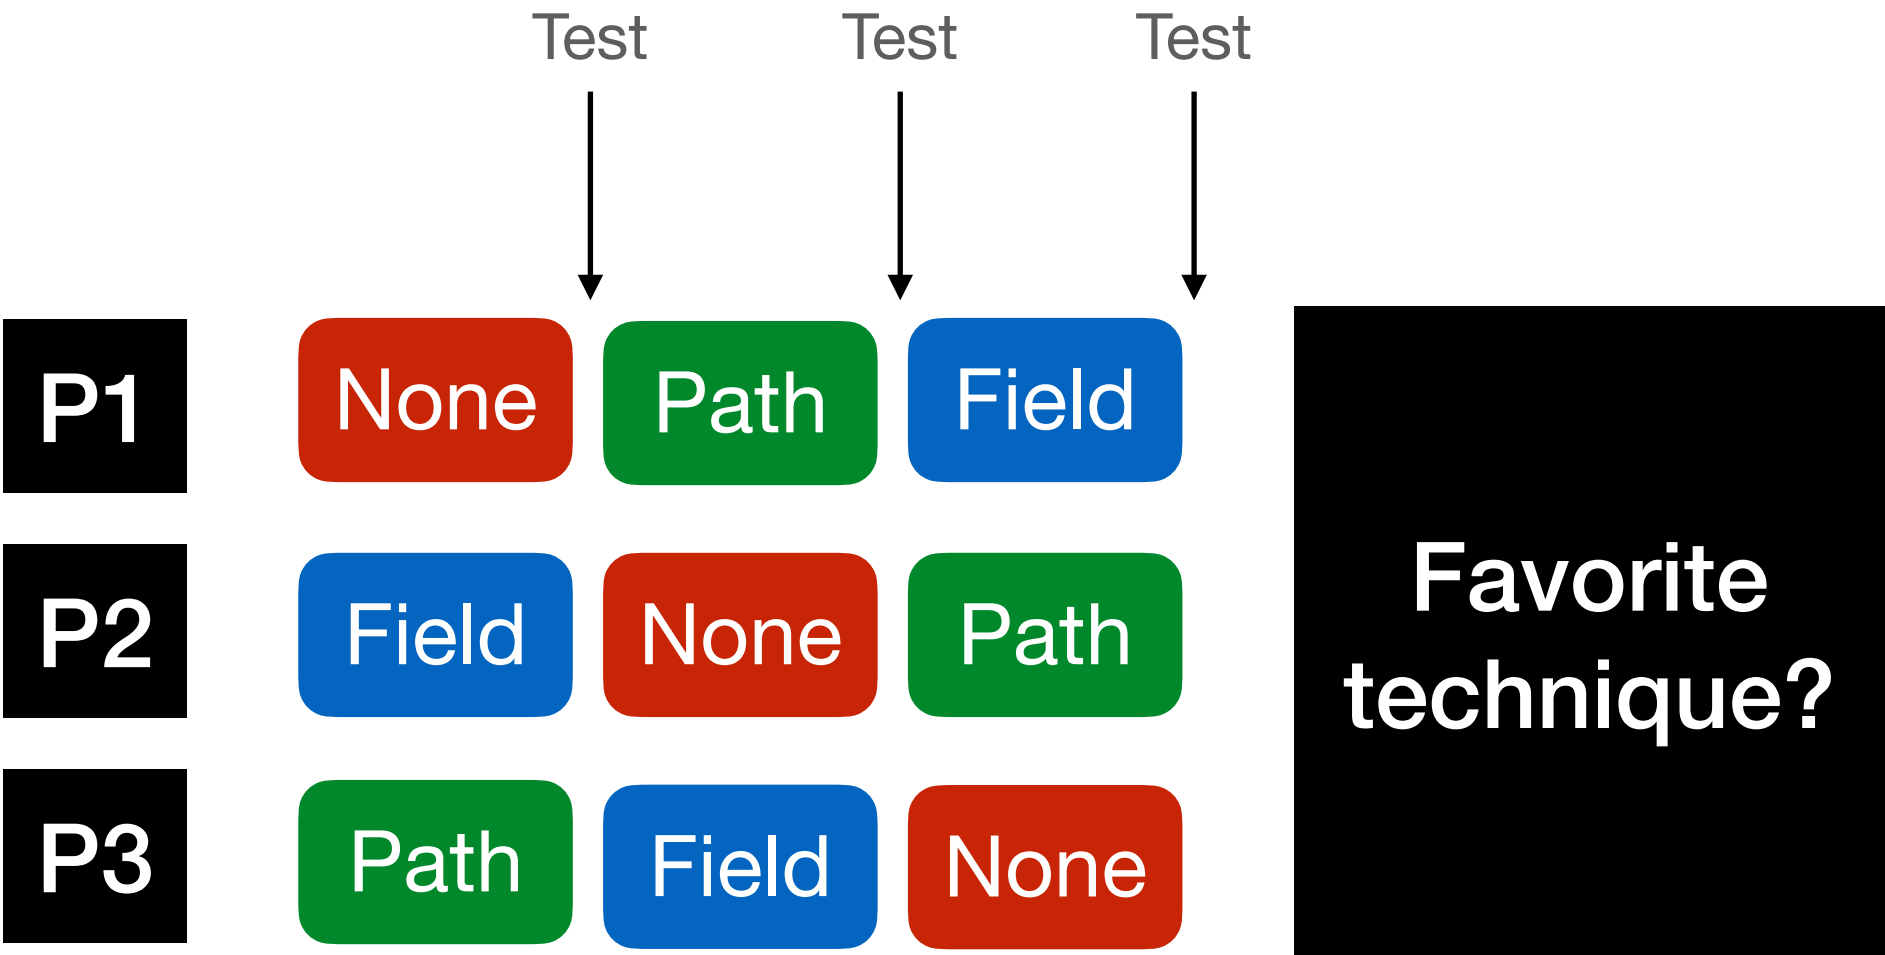 Test Test Test
P1 None Path Field
P2 Field None Path
P3 Path Field None
Favorite
technique?